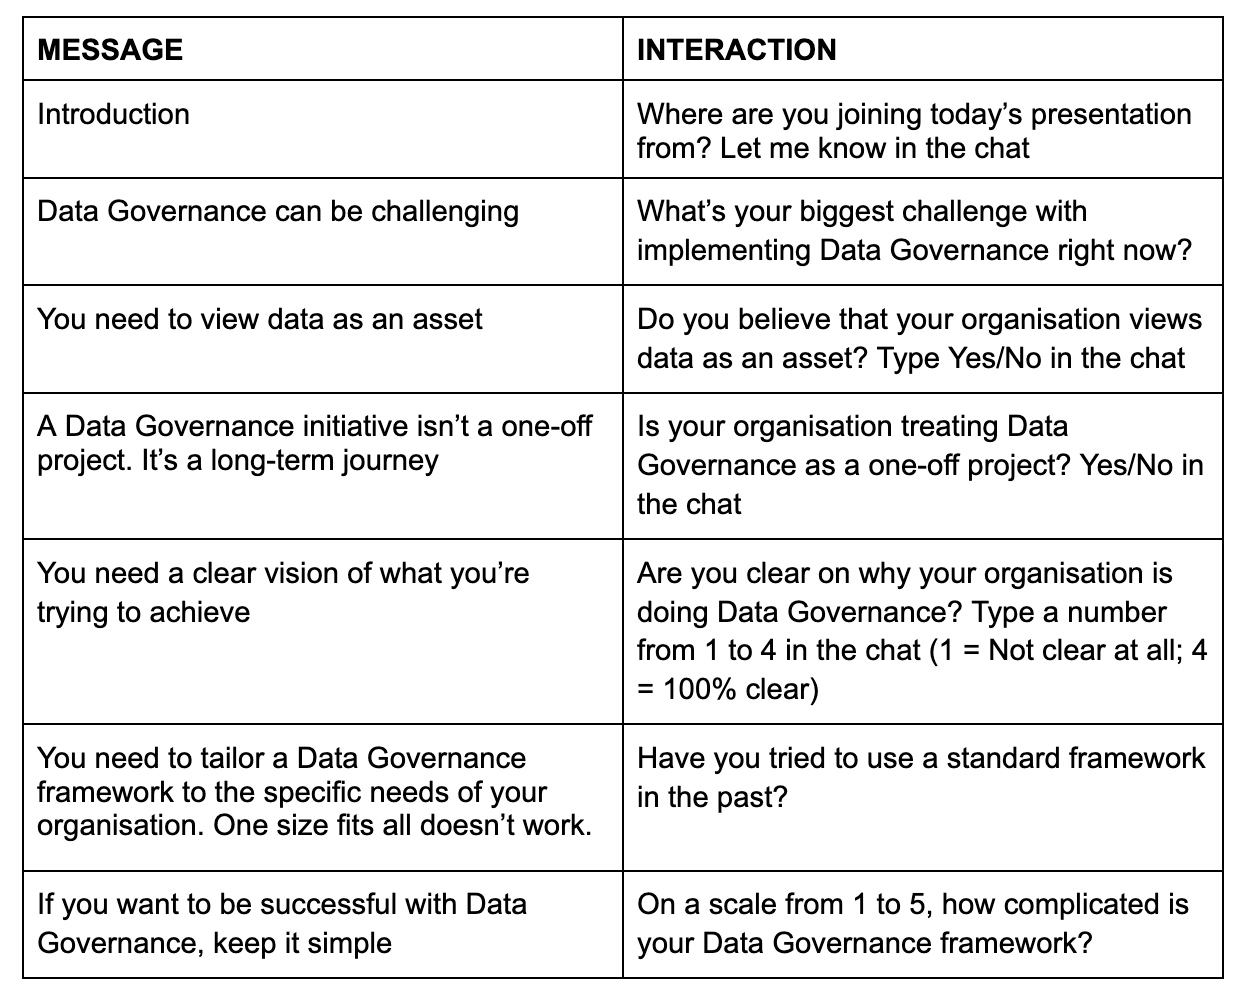 MESSAGE
INTERACTION
Introduction
Where are you joining today’s presentation
from? Let me know in the chat
Data Governance can be challenging
What’s your biggest challenge with
implementing Data Governance right now?
You need to view data as an asset
Do you believe that your organisation views
data as an asset? Type Yes/No in the chat
A Data Governance initiative isn’t a one-off
project. It’s a long-term journey
Is your organisation treating Data
Governance as a one-off project? Yes/No in
the chat
You need a clear vision of what you’re
trying to achieve
Are you clear on why your organisation is
doing Data Governance? Type a number
from 1 to 4 in the chat (1 = Not clear at all; 4
= 100% clear)
You need to tailor a Data Governance
framework to the specific needs of your
organisation. One size fits all doesn’t work.
Have you tried to use a standard framework
in the past?
If you want to be successful with Data
Governance, keep it simple
On a scale from 1 to 5, how complicated is
your Data Governance framework?